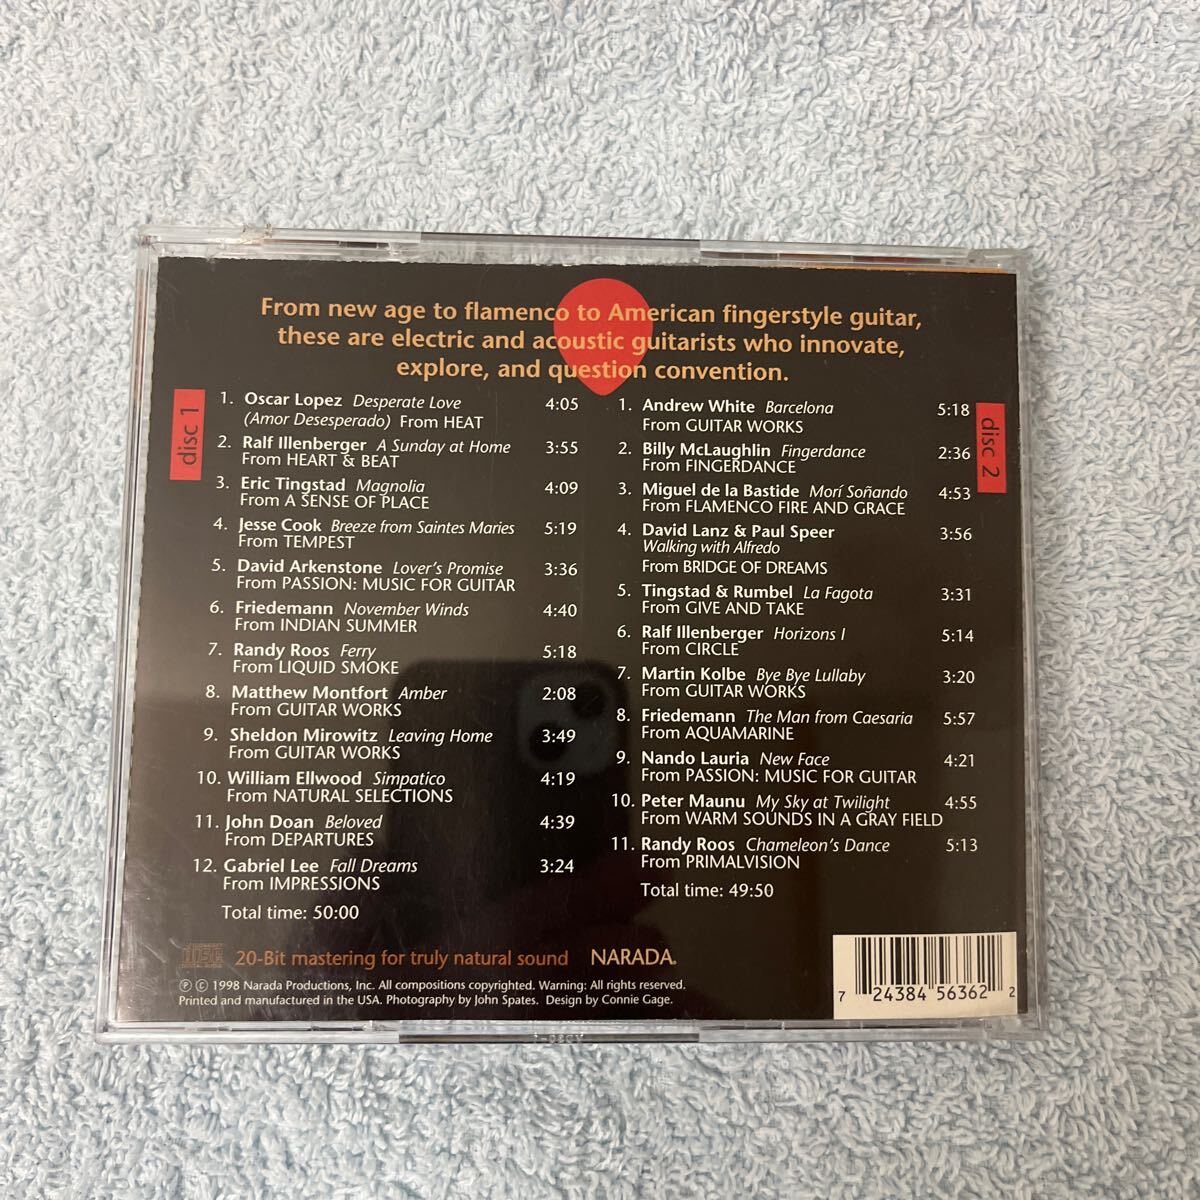 From new age to flamenco to American fingerstyle guitar,
these are electric and acoustic guitarists who innovate,
explore, and question convention.
disc 1
1. Oscar Lopez Desperate Love 4:05
(Amor Desesperado) From HEAT
2. Ralf Illenberger A Sunday at Home 3:55
From HEART & BEAT
3. Eric Tingstad Magnolia 4:09
From A SENSE OF PLACE
4. Jesse Cook Breeze from Saintes Maries 5:19
From TEMPEST
5. David Arkenstone Lover's Promise 3:36
From PASSION: MUSIC FOR GUITAR
6. Friedemann November Winds 4:40
From INDIAN SUMMER
7. Randy Roos Ferry 5:18
From LIQUID SMOKE
8. Matthew Montfort Amber 2:08
From GUITAR WORKS
9. Sheldon Mirowitz Leaving Home 3:49
From GUITAR WORKS
10. William Ellwood Simpatico 4:19
From NATURAL SELECTIONS
11. John Doan Beloved 4:39
From DEPARTURES
12. Gabriel Lee Fall Dreams 3:24
From IMPRESSIONS
Total time: 50:00
disc 2
1. Andrew White Barcelona 5:18
From GUITAR WORKS
2. Billy McLaughlin Fingerdance 2:36
From FINGERDANCE
3. Miguel de la Bastide Morí Soñando 4:53
From FLAMENCO FIRE AND GRACE
4. David Lanz & Paul Speer 3:56
Walking with Alfredo
From BRIDGE OF DREAMS
5. Tingstad & Rumbel La Fagota 3:31
From GIVE AND TAKE
6. Ralf Illenberger Horizons I 5:14
From CIRCLE
7. Martin Kolbe Bye Bye Lullaby 3:20
From GUITAR WORKS
8. Friedemann The Man from Caesaria 5:57
From AQUAMARINE
9. Nando Lauria New Face 4:21
From PASSION: MUSIC FOR GUITAR
10. Peter Maunu My Sky at Twilight 4:55
From WARM SOUNDS IN A GRAY FIELD
11. Randy Roos Chameleon's Dance 5:13
From PRIMALVISION
Total time: 49:50
20-Bit mastering for truly natural sound NARADA®
℗ © 1998 Narada Productions, Inc. All compositions copyrighted. Warning: All rights reserved.
Printed and manufactured in the USA. Photography by John Spates. Design by Connie Gage.
7 24384 56362 2